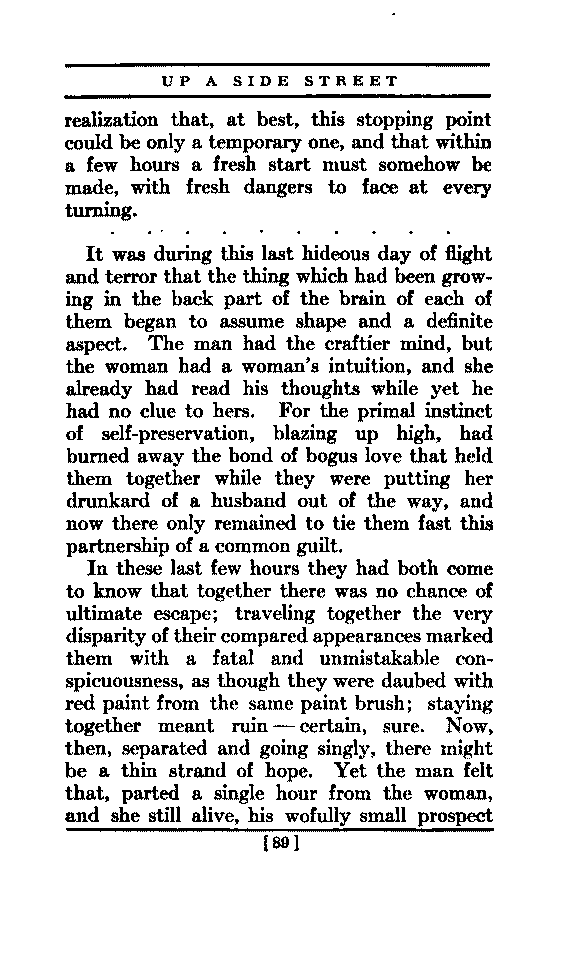 UP A SIDE STREET
realization that, at best, this stopping point
could be only a temporary one, and that within
a few hours a fresh start must somehow be
made, with fresh dangers to face at every
turning.
. . . . . . . . . .
It was during this last hideous day of flight
and terror that the thing which had been grow-
ing in the back part of the brain of each of
them began to assume shape and a definite
aspect. The man had the craftier mind, but
the woman had a woman's intuition, and she
already had read his thoughts while yet he
had no clue to hers. For the primal instinct
of self-preservation, blazing up high, had
burned away the bond of bogus love that held
them together while they were putting her
drunkard of a husband out of the way, and
now there only remained to tie them fast this
partnership of a common guilt.
In these last few hours they had both come
to know that together there was no chance of
ultimate escape; traveling together the very
disparity of their compared appearances marked
them with a fatal and unmistakable con-
spicuousness, as though they were daubed with
red paint from the same paint brush; staying
together meant ruin — certain, sure. Now,
then, separated and going singly, there might
be a thin strand of hope. Yet the man felt
that, parted a single hour from the woman,
and she still alive, his wofully small prospect
[ 89 ]